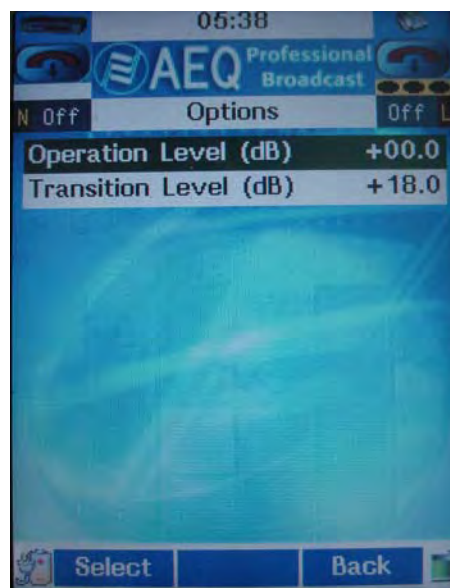 05:38
AEQ Professional Broadcast
N Off Options Off L
Operation Level (dB) +00.0
Transition Level (dB) +18.0
Select Back